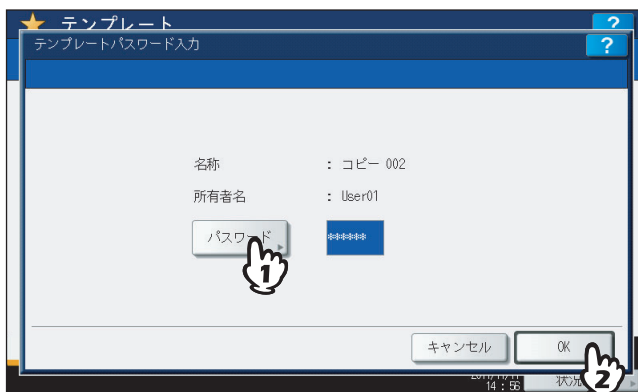 テンプレート ?
テンプレートパスワード入力 ?
名称 : コピー 002
所有者名 : User01
パスワード ******
1
キャンセル OK
2
14:56 状況